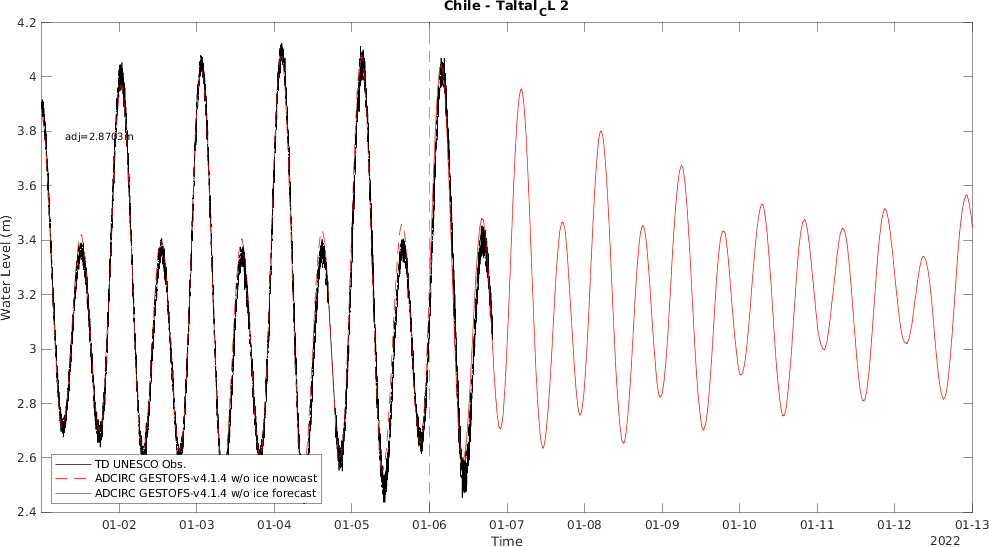 Chile - Taltal_CL 2
4.2
4
3.8
3.6
3.4
3.2
3
2.8
2.6
2.4
Water Level (m)
adj=2.8703m
TD UNESCO Obs.
ADCIRC GESTOFS-v4.1.4 w/o ice nowcast
ADCIRC GESTOFS-v4.1.4 w/o ice forecast
01-02 01-03 01-04 01-05 01-06 01-07 01-08 01-09 01-10 01-11 01-12 01-13
Time
2022